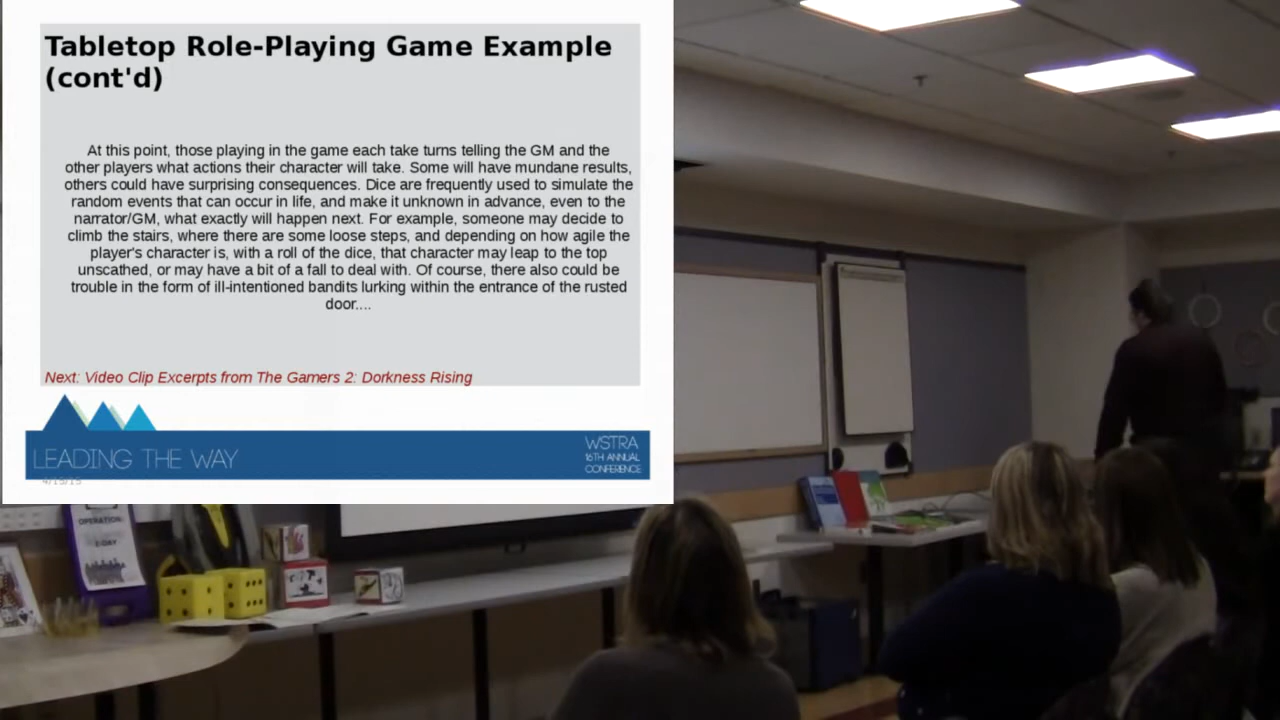 Tabletop Role-Playing Game Example
(cont'd)
At this point, those playing in the game each take turns telling the GM and the
other players what actions their character will take. Some will have mundane results,
others could have surprising consequences. Dice are frequently used to simulate the
random events that can occur in life, and make it unknown in advance, even to the
narrator/GM, what exactly will happen next. For example, someone may decide to
climb the stairs, where there are some loose steps, and depending on how agile the
player's character is, with a roll of the dice, that character may leap to the top
unscathed, or may have a bit of a fall to deal with. Of course, there also could be
trouble in the form of ill-intentioned bandits lurking within the entrance of the rusted
door....
Next: Video Clip Excerpts from The Gamers 2: Dorkness Rising
LEADING THE WAY
WSTRA
16TH ANNUAL
CONFERENCE
4/15/15
OPERATION: